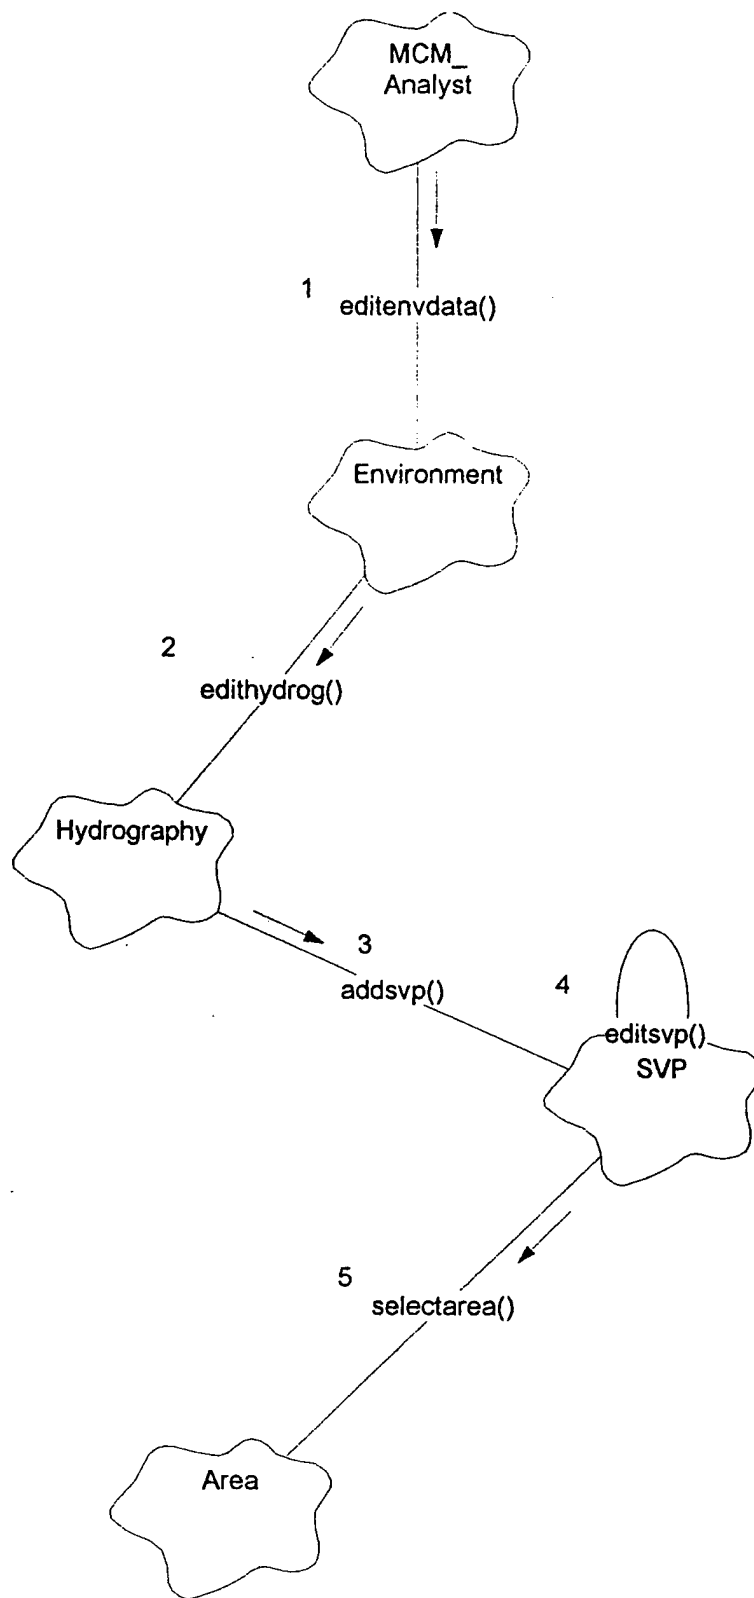 MCM_
Analyst
1
editenvdata()
Environment
2
edithydrog()
Hydrography
3
addsvp()
4
editsvp()
SVP
5
selectarea()
Area